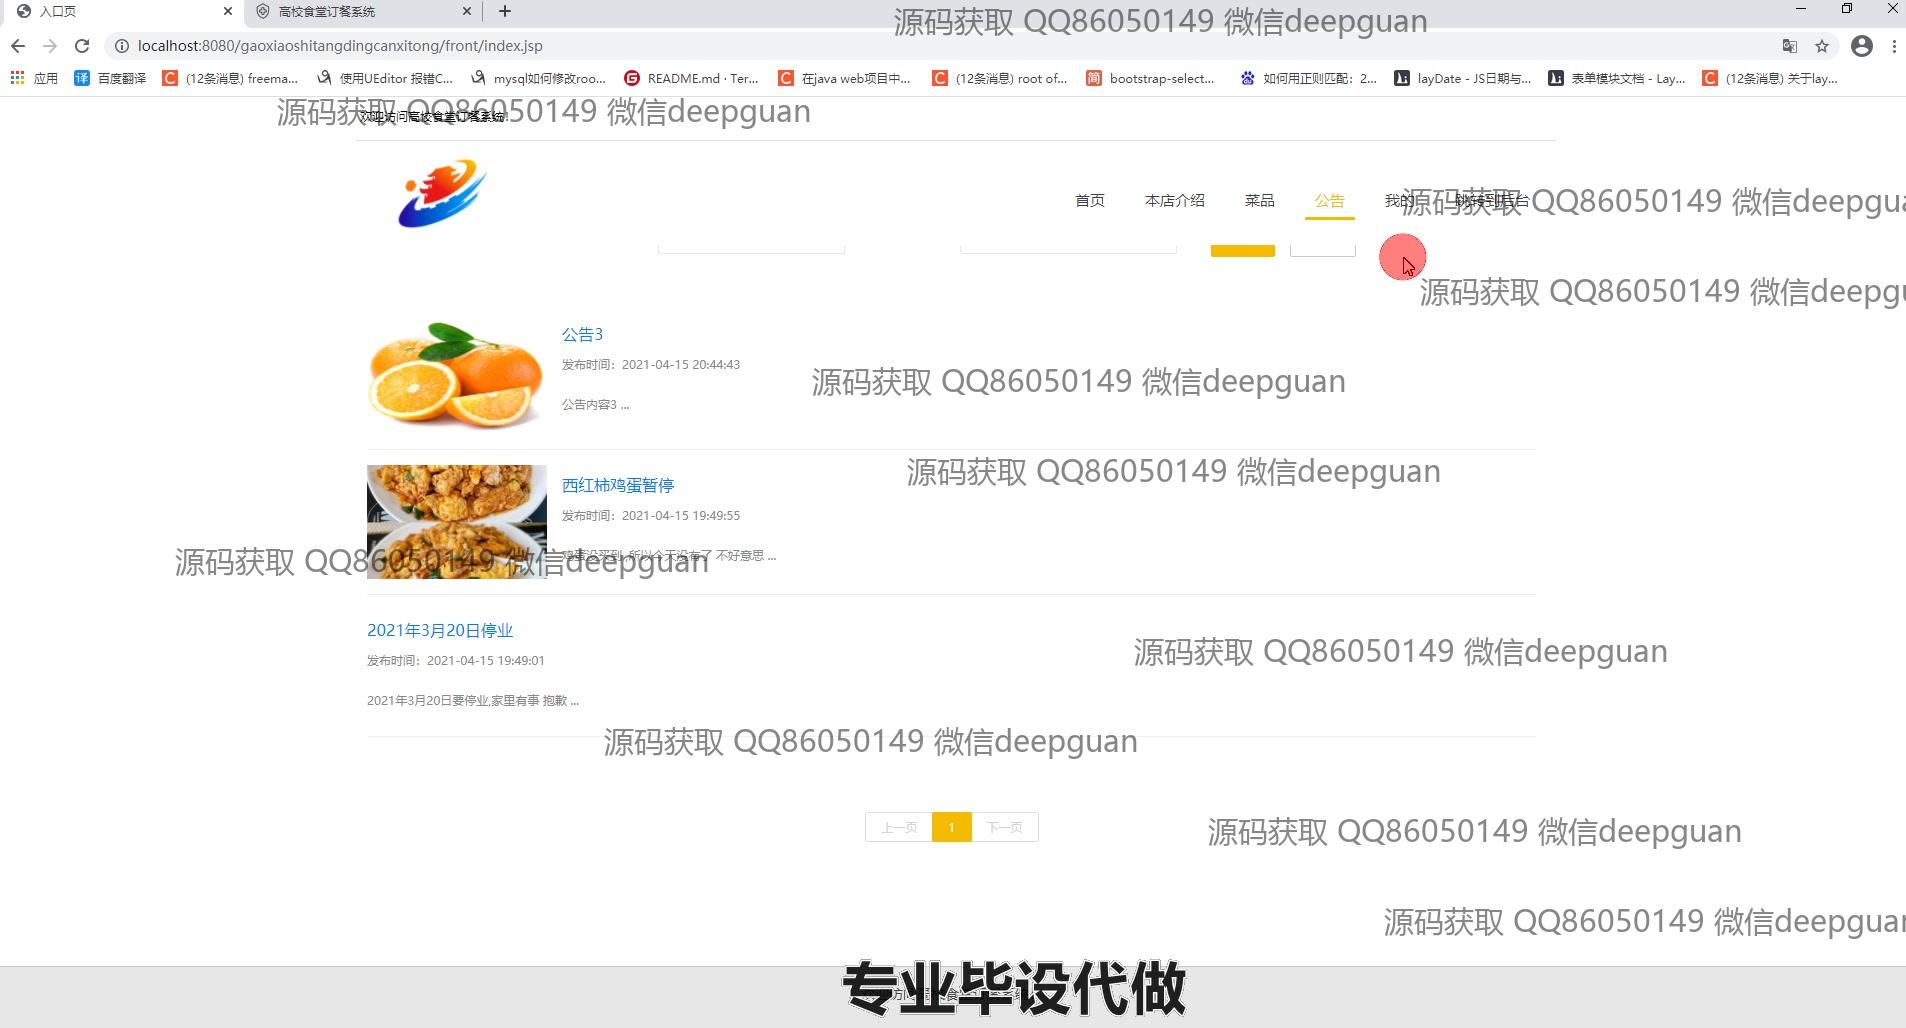 入口页
高校食堂订餐系统
源码获取 QQ86050149 微信deepguan
localhost:8080/gaoxiaoshitangdingcanxitong/front/index.jsp
应用 百度翻译 (12条消息) freema... 使用UEditor 报错C... mysql如何修改roo... README.md · Ter... 在java web项目中... (12条消息) root of... bootstrap-select... 如何用正则匹配：2... layDate - JS日期与... 表单模块文档 - Lay... (12条消息) 关于lay...
源码获取 QQ86050149 微信deepguan
欢迎访问高校食堂订餐系统!
首页 本店介绍 菜品 公告 我的 跳转到后台
源码获取 QQ86050149 微信deepgua
源码获取 QQ86050149 微信deepgu
公告3
发布时间：2021-04-15 20:44:43
源码获取 QQ86050149 微信deepguan
公告内容3 ...
源码获取 QQ86050149 微信deepguan
西红柿鸡蛋暂停
发布时间：2021-04-15 19:49:55
鸡蛋没买到,所以今天没有了 不好意思 ...
源码获取 QQ86050149 微信deepguan
2021年3月20日停业
发布时间：2021-04-15 19:49:01
源码获取 QQ86050149 微信deepguan
2021年3月20日要停业,家里有事 抱歉 ...
源码获取 QQ86050149 微信deepguan
上一页 1 下一页
源码获取 QQ86050149 微信deepguan
源码获取 QQ86050149 微信deepguan
专业毕设代做